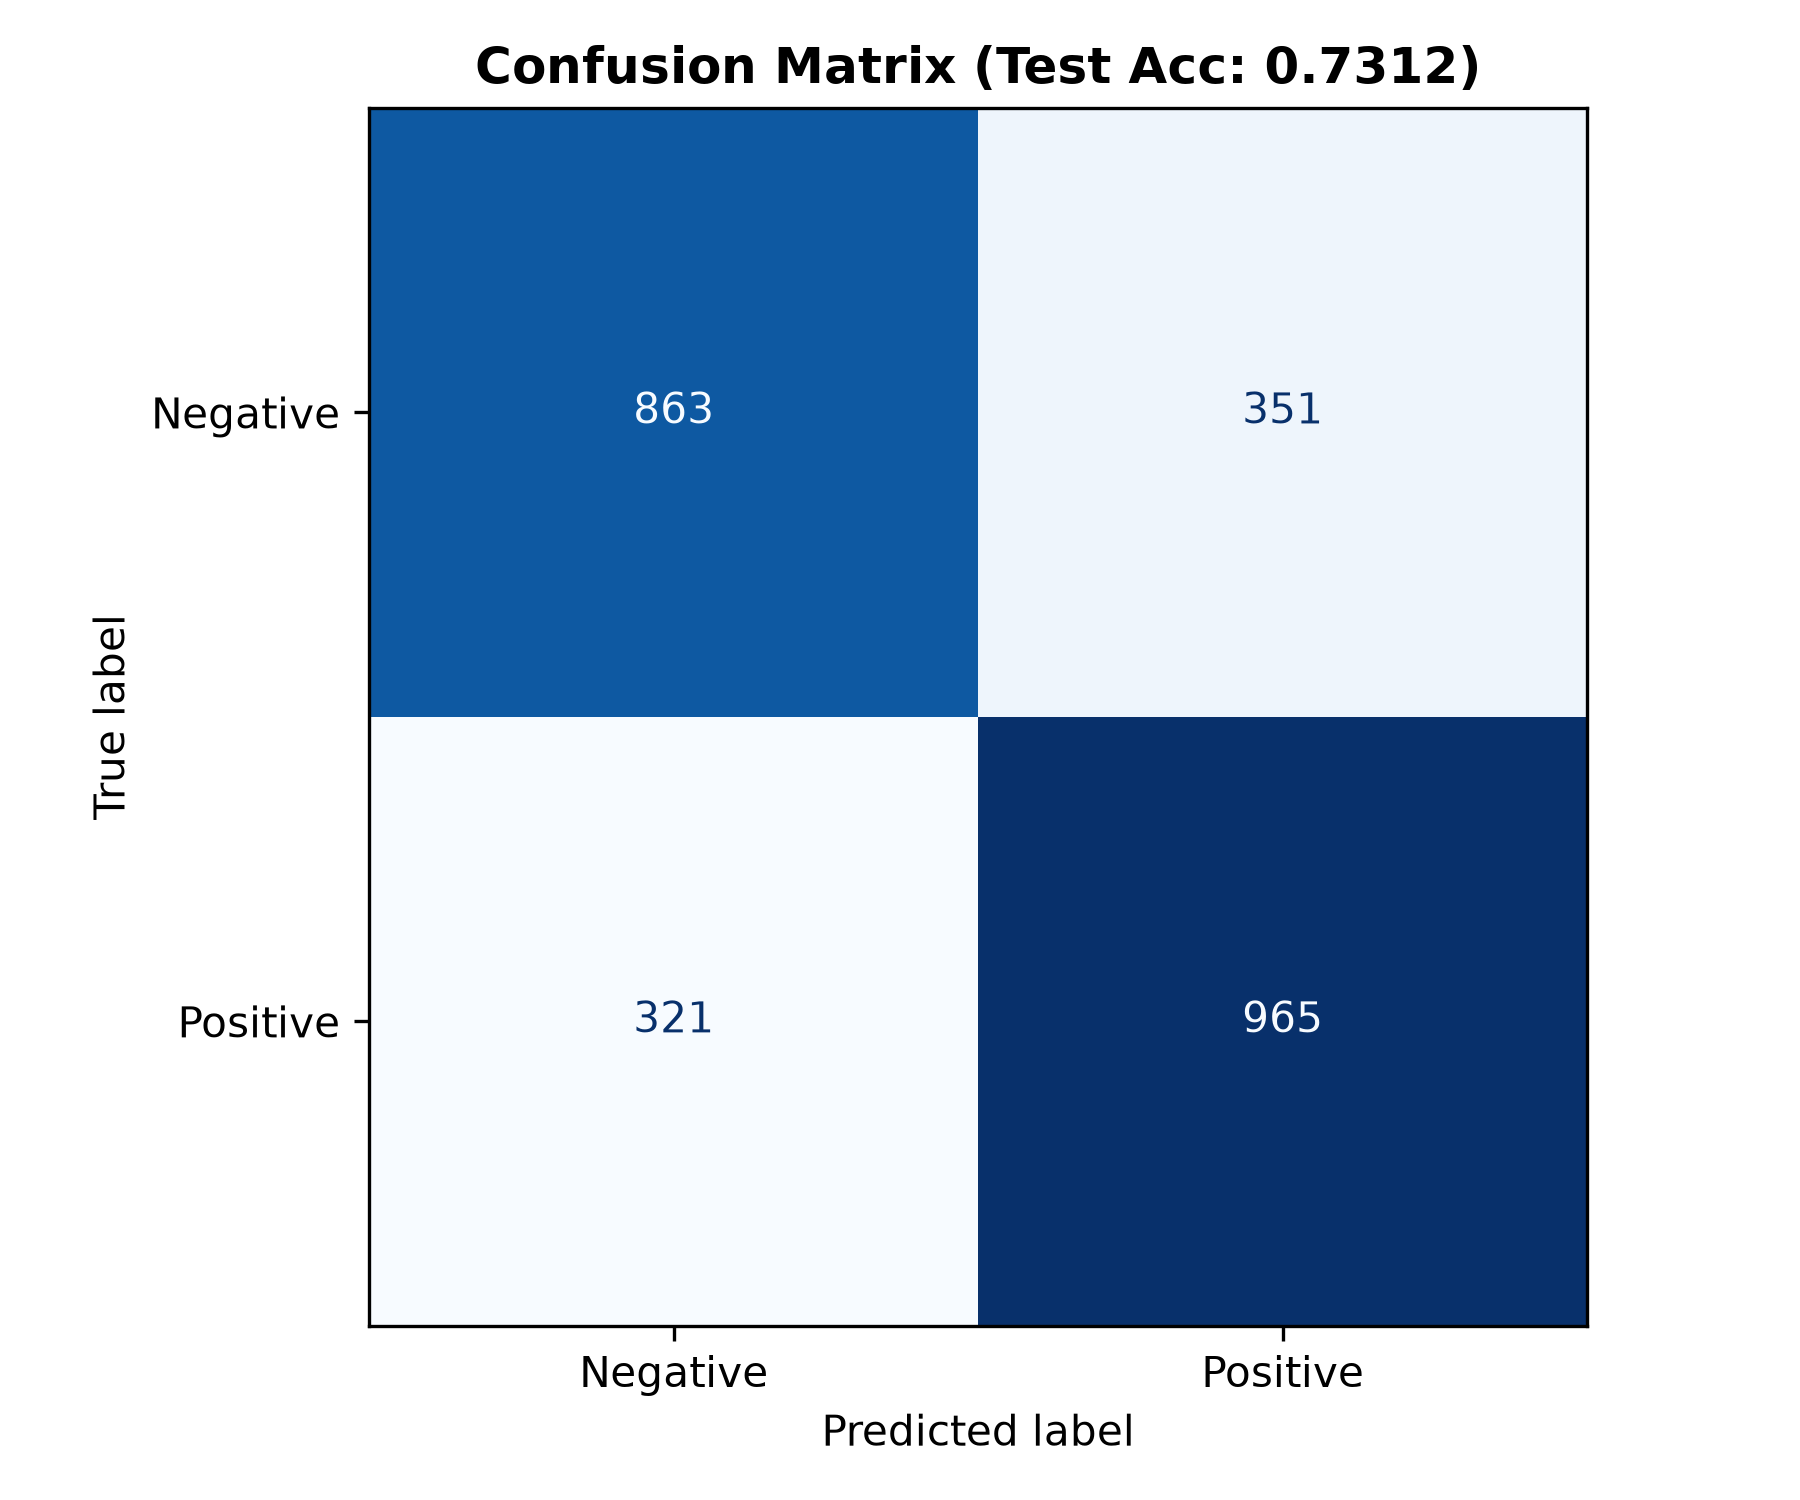 Confusion Matrix (Test Acc: 0.7312)
Negative 863 351
True label
Positive 321 965
Negative Positive
Predicted label